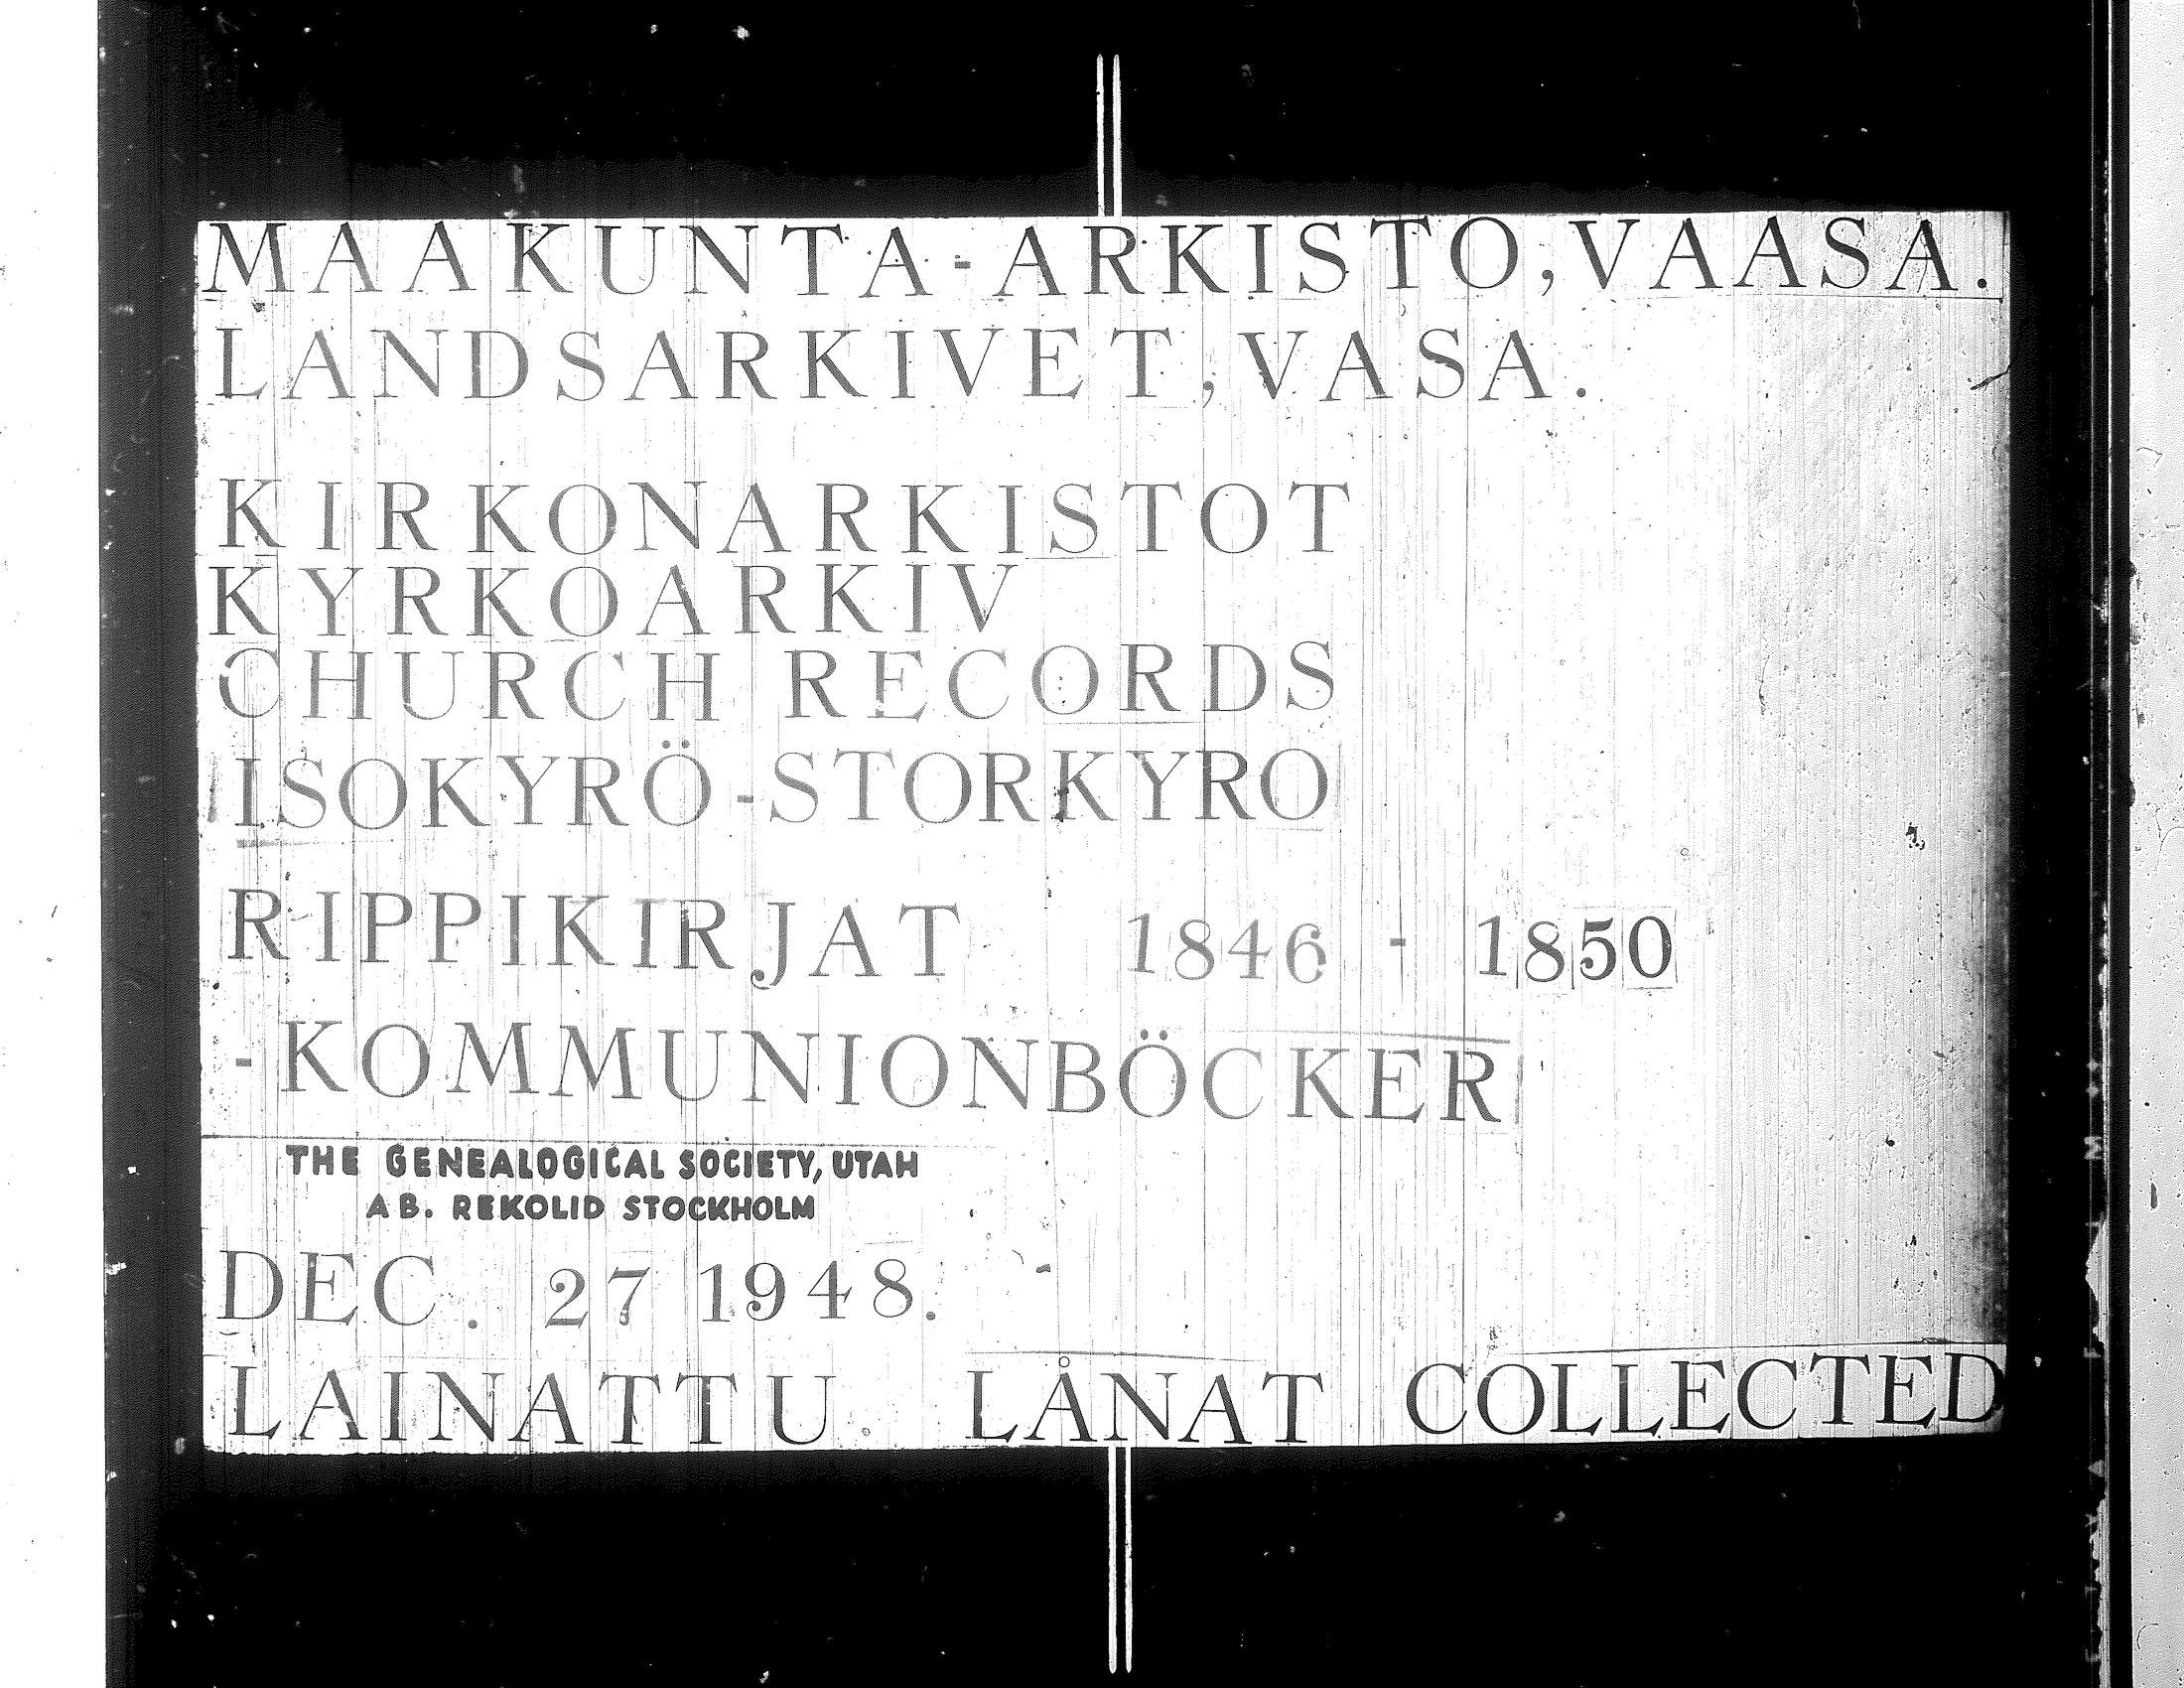 MAAKUNTA-ARKISTO, VAASA.
LANDSARKIVET, VASA.
KIRKONARKISTOT
KYRKOARKIV
CHURCH RECORDS
ISOKYRÖ-STORKYRO
RIPPIKIRJAT 1846 - 1850
-KOMMUNIONBÖCKER
THE GENEALOGICAL SOCIETY, UTAH
AB. REKOLID STOCKHOLM
DEC. 27 1948.
LAINATTU. LÅNAT COLLECTED